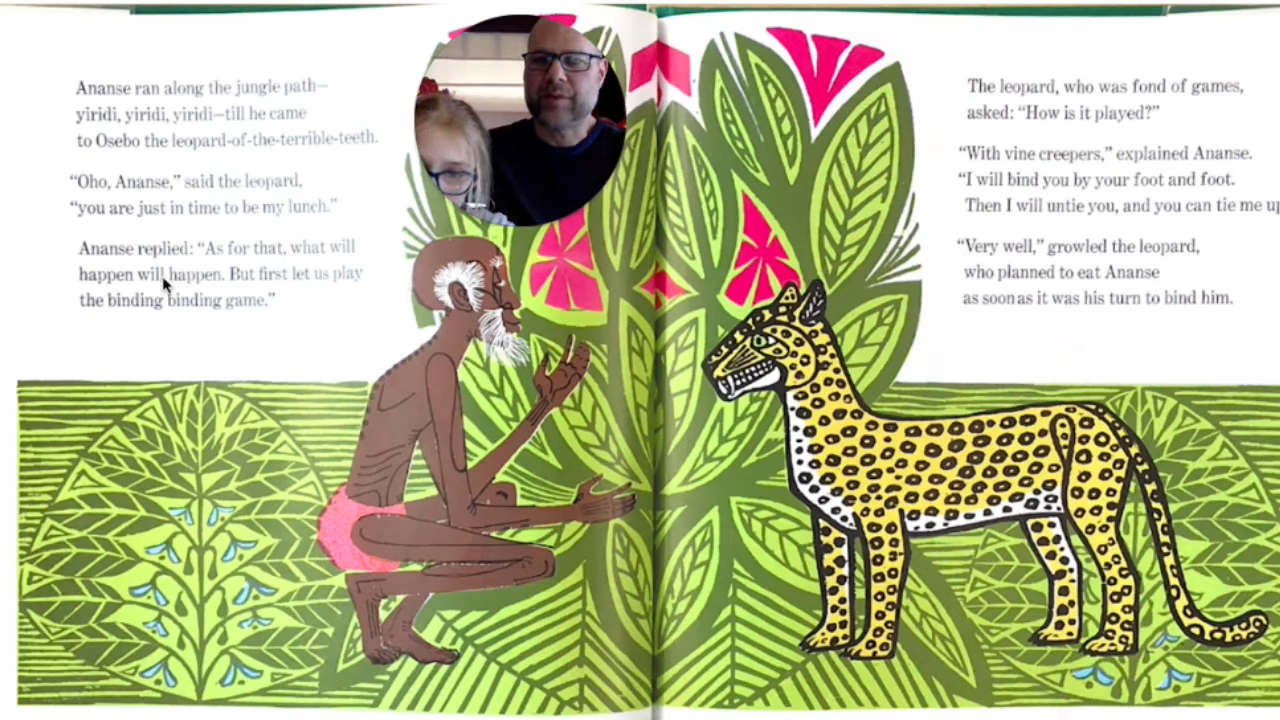 Ananse ran along the jungle path—
yiridi, yiridi, yiridi—till he came
to Osebo the leopard-of-the-terrible-teeth.
“Oho, Ananse,” said the leopard,
“you are just in time to be my lunch.”
Ananse replied: “As for that, what will
happen will happen. But first let us play
the binding binding game.”
The leopard, who was fond of games,
asked: “How is it played?”
“With vine creepers,” explained Ananse.
“I will bind you by your foot and foot.
Then I will untie you, and you can tie me up
“Very well,” growled the leopard,
who planned to eat Ananse
as soon as it was his turn to bind him.